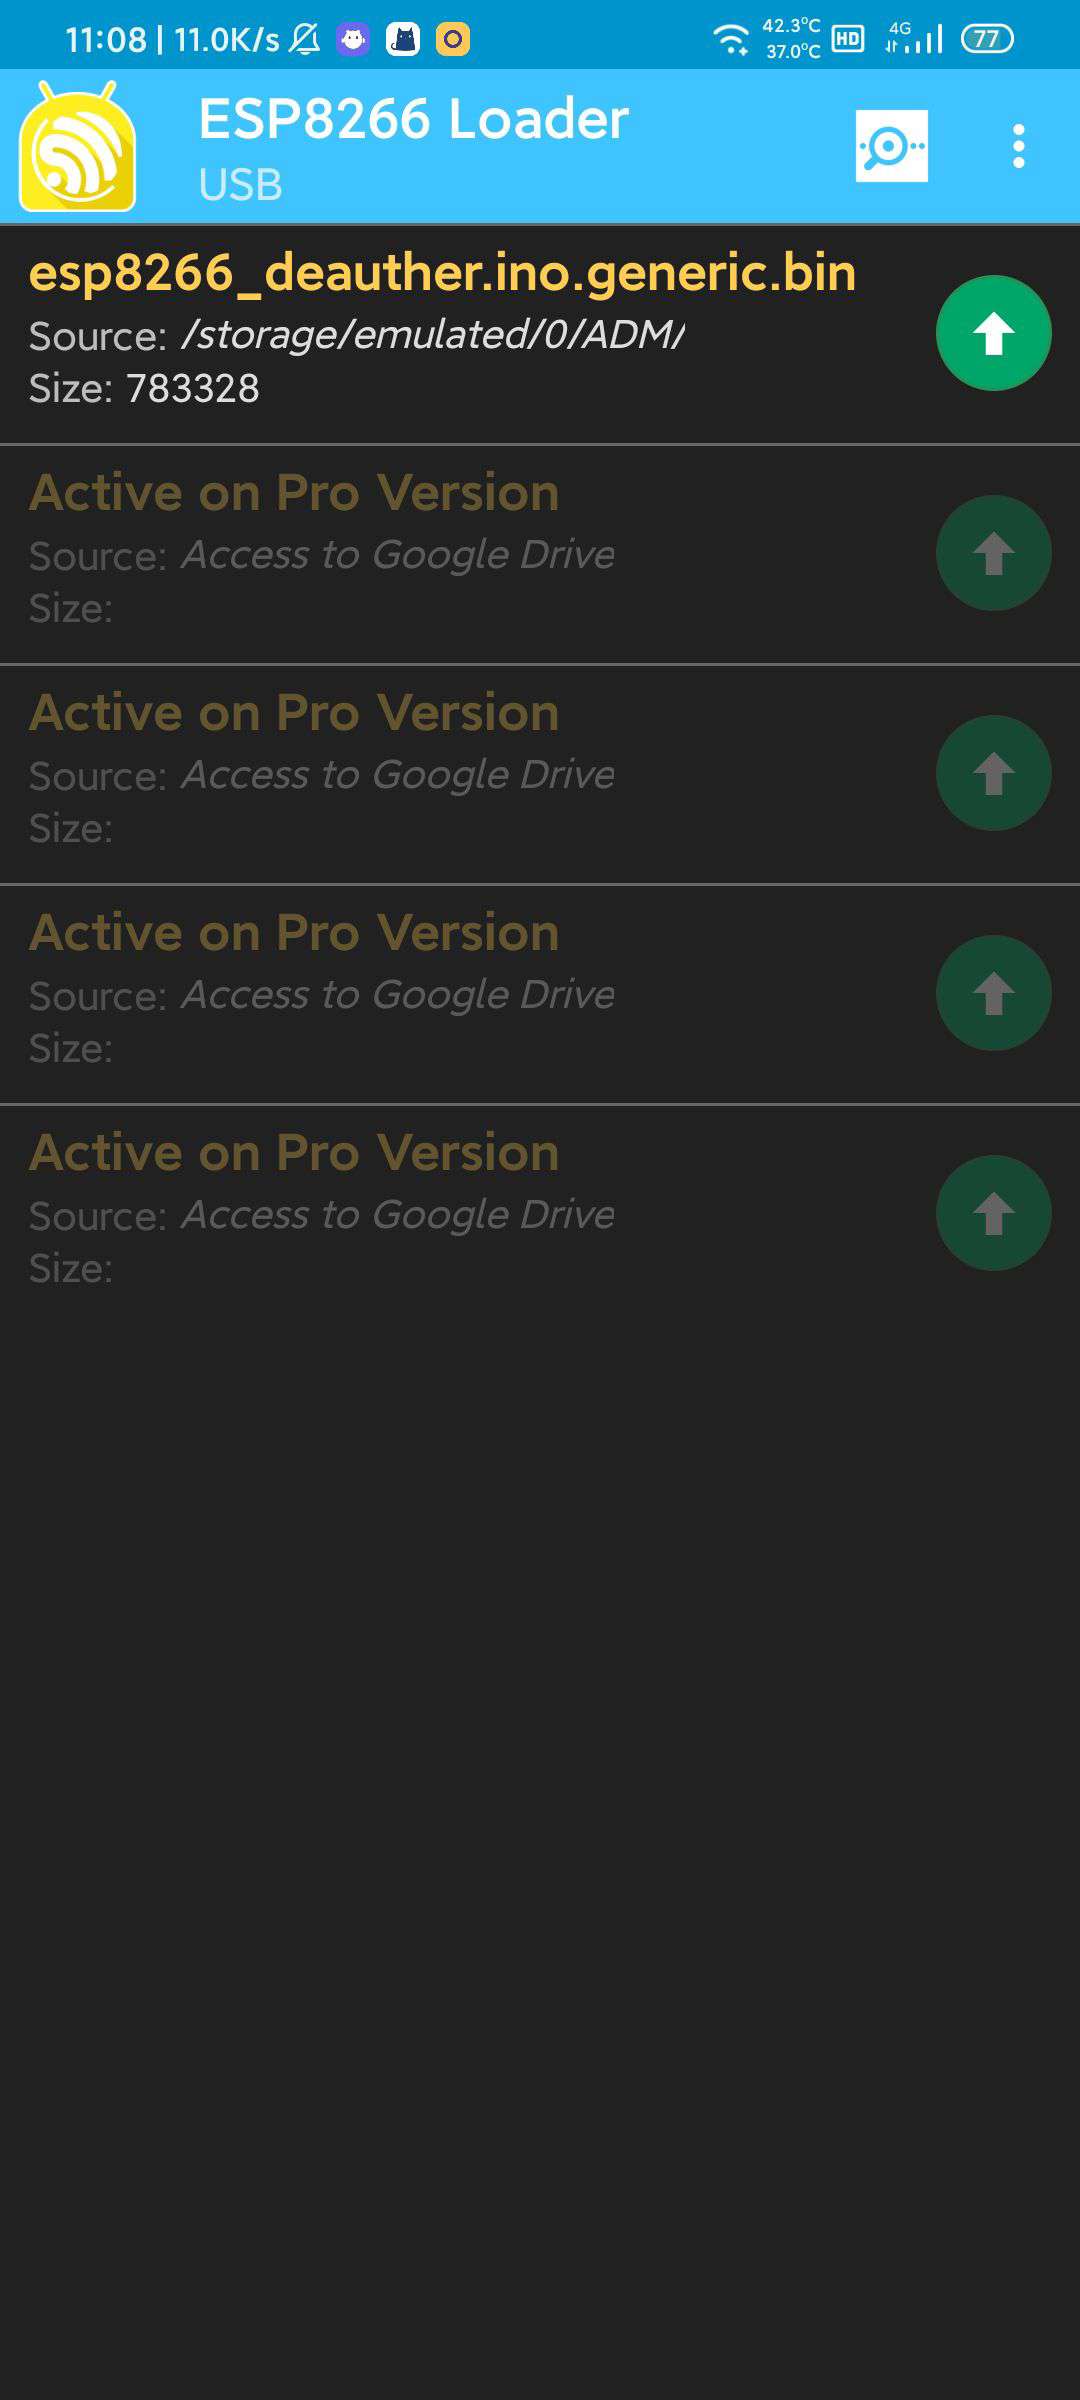 11:08 | 11.0K/s 42.3°C 37.0°C HD 4G 77
ESP8266 Loader
USB
esp8266_deauther.ino.generic.bin
Source: /storage/emulated/0/ADM/
Size: 783328
Active on Pro Version
Source: Access to Google Drive
Size:
Active on Pro Version
Source: Access to Google Drive
Size:
Active on Pro Version
Source: Access to Google Drive
Size:
Active on Pro Version
Source: Access to Google Drive
Size: